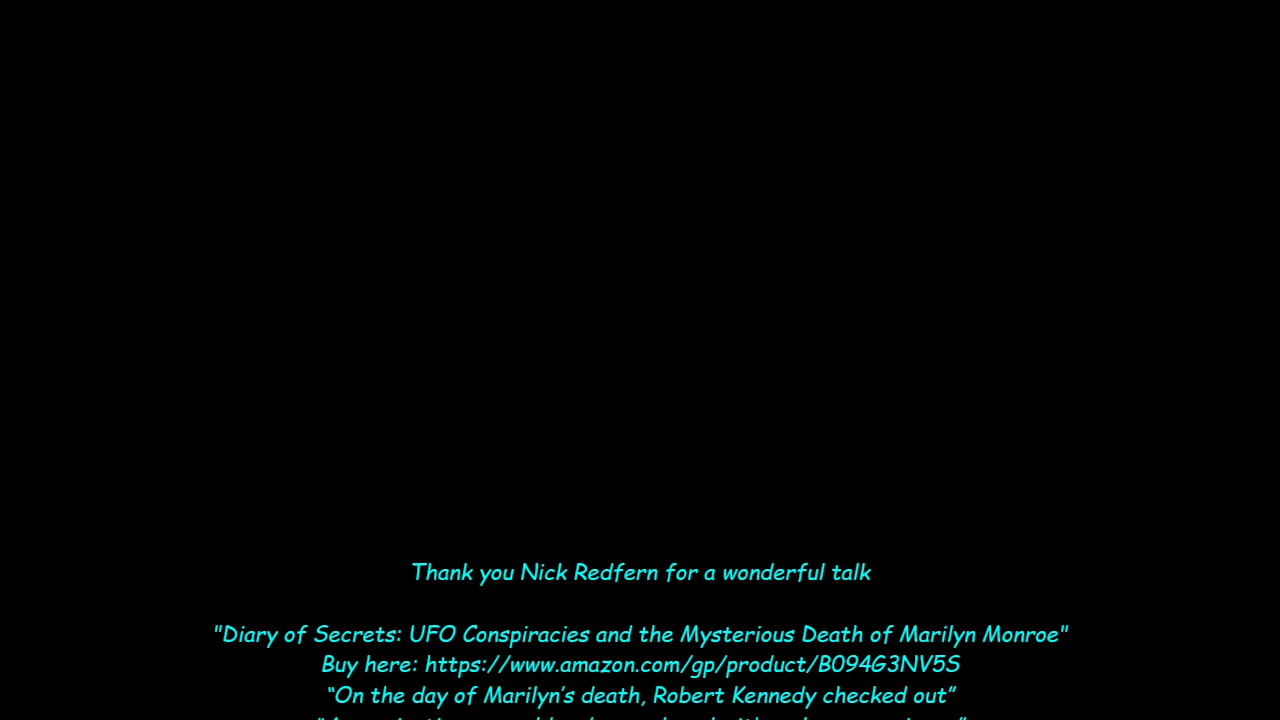 Thank you Nick Redfern for a wonderful talk
"Diary of Secrets: UFO Conspiracies and the Mysterious Death of Marilyn Monroe"
Buy here: https://www.amazon.com/gp/product/B094G3NV5S
“On the day of Marilyn’s death, Robert Kennedy checked out”